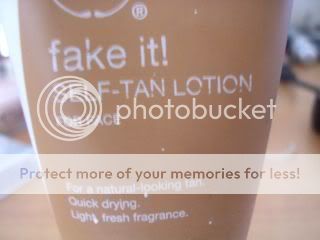 ®
fake it!
SELF-TAN LOTION
photobucket
FACE
Protect more of your memories for less!
For a natural-looking tan.
Quick drying.
Light, fresh fragrance.